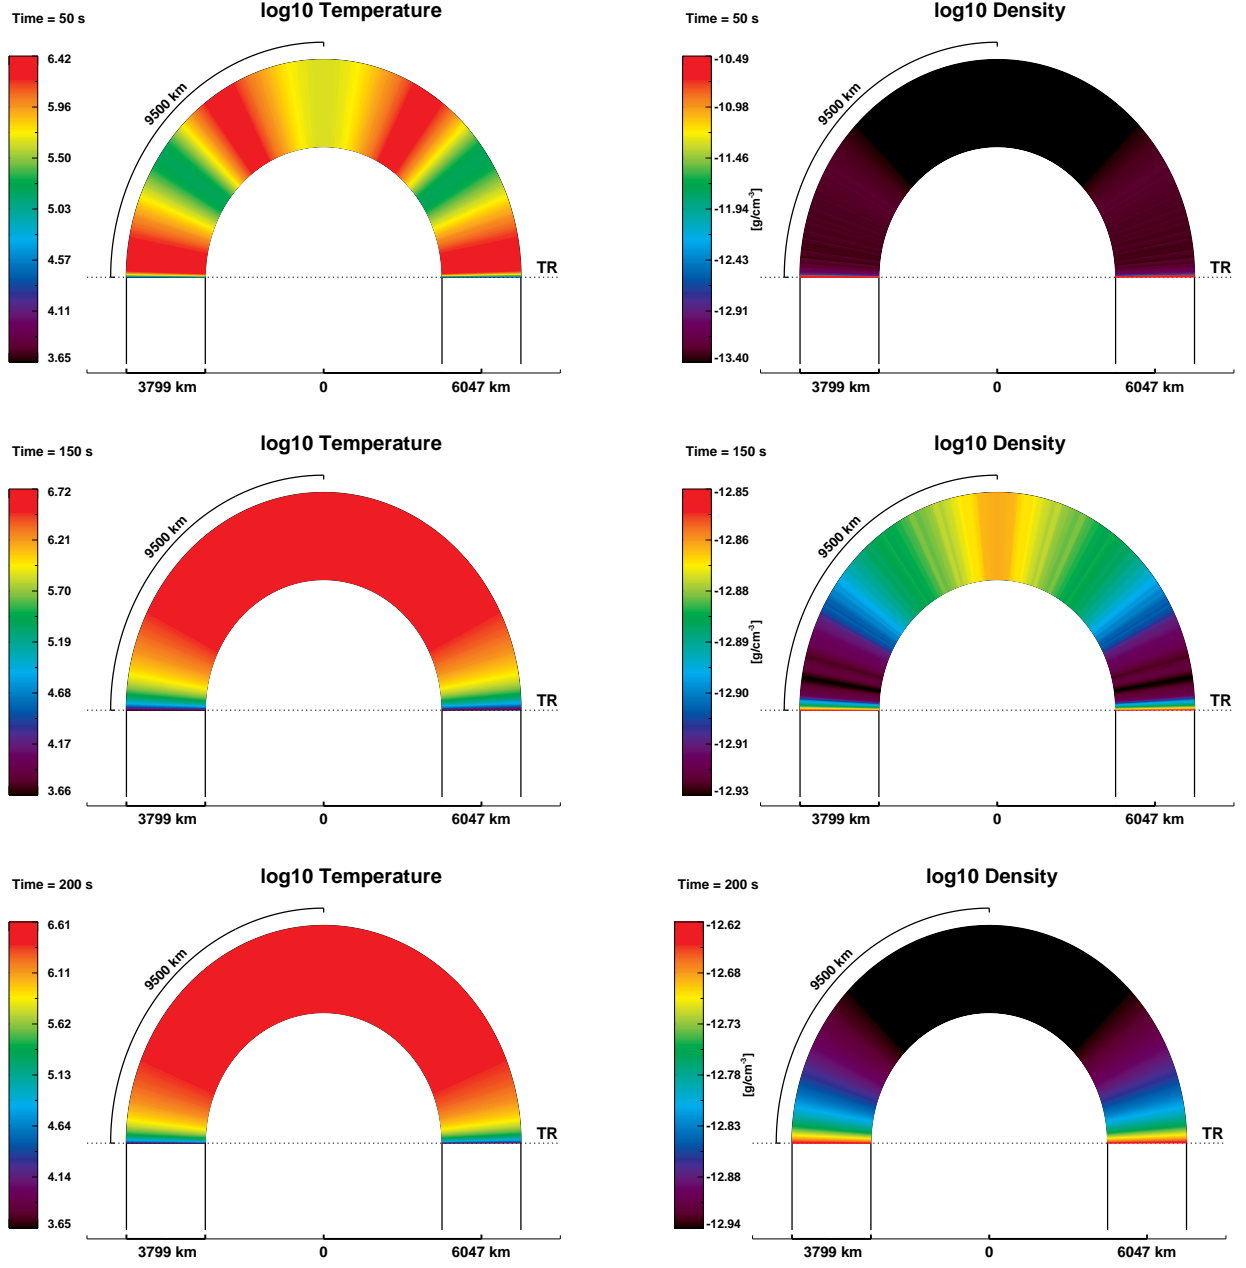 log10 Temperature
Time = 50 s
6.42
5.96
5.50
5.03
4.57
4.11
3.65
9500 km
TR
3799 km 0 6047 km
log10 Density
Time = 50 s
-10.49
-10.98
-11.46
-11.94
-12.43
-12.91
-13.40
[g/cm-3]
9500 km
TR
3799 km 0 6047 km
log10 Temperature
Time = 150 s
6.72
6.21
5.70
5.19
4.68
4.17
3.66
9500 km
TR
3799 km 0 6047 km
log10 Density
Time = 150 s
-12.85
-12.86
-12.88
-12.89
-12.90
-12.91
-12.93
[g/cm-3]
9500 km
TR
3799 km 0 6047 km
log10 Temperature
Time = 200 s
6.61
6.11
5.62
5.13
4.64
4.14
3.65
9500 km
TR
3799 km 0 6047 km
log10 Density
Time = 200 s
-12.62
-12.68
-12.73
-12.78
-12.83
-12.88
-12.94
[g/cm-3]
9500 km
TR
3799 km 0 6047 km